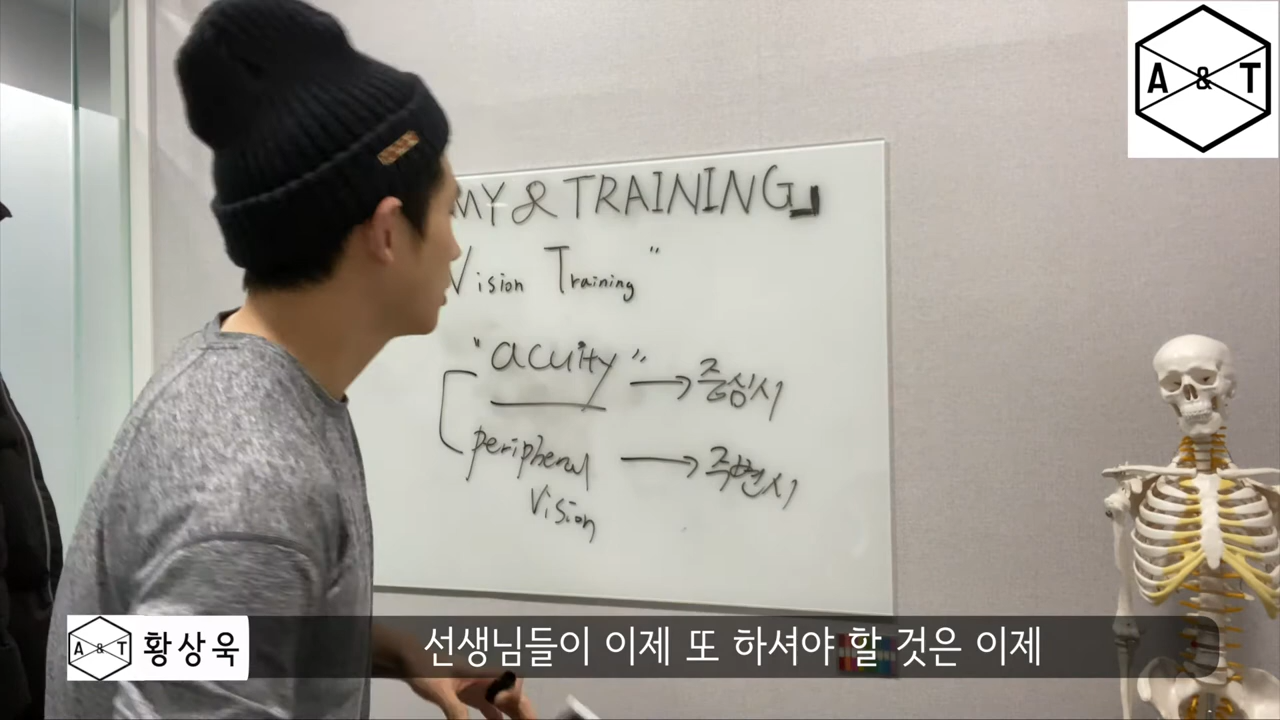 A & T
MY & TRAINING」
Vision Training"
"acuity" → 중심시
peripheral → 주변시
vision
A & T 황상욱
선생님들이 이제 또 하셔야 할 것은 이제